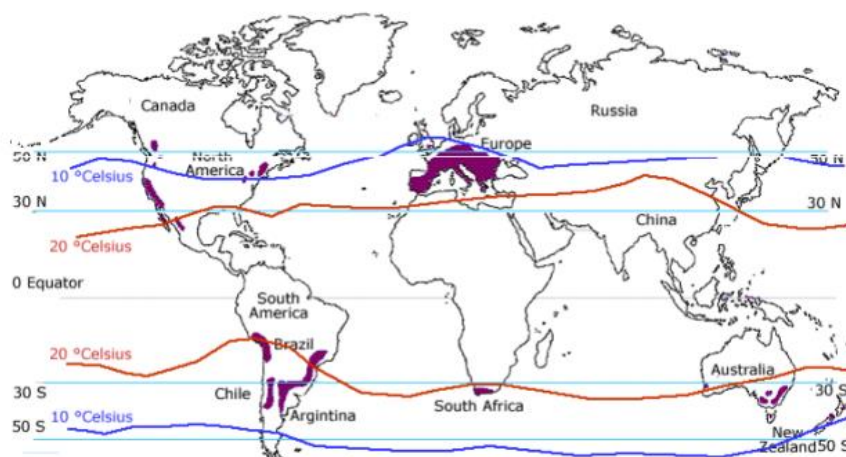 Canada
Russia
Europe
50 N
North
America
50 N
10 °Celsius
30 N
30 N
China
20 °Celsius
0 Equator
South
America
20 °Celsius
Brazil
Australia
Chile
30 S
30 S
South Africa
Argintina
10 °Celsius
50 S
New
Zealand
50 S